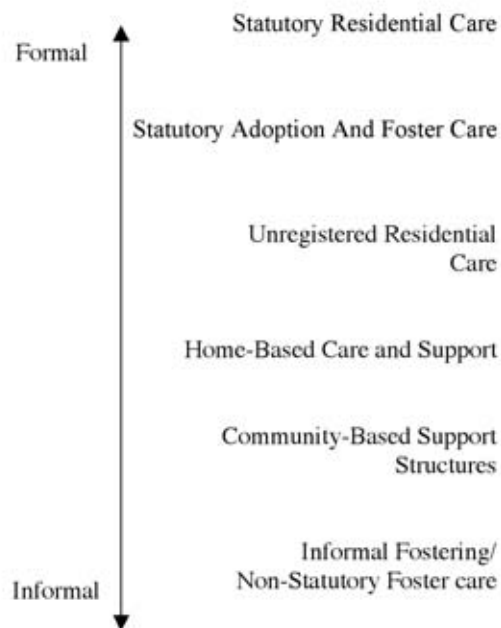 Statutory Residential Care
Formal
Statutory Adoption And Foster Care
Unregistered Residential
Care
Home-Based Care and Support
Community-Based Support
Structures
Informal Fostering/
Non-Statutory Foster care
Informal